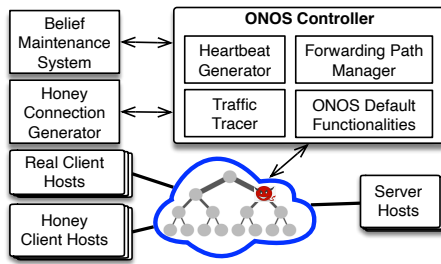 ONOS Controller
Belief
Maintenance
System
Heartbeat
Generator
Forwarding Path
Manager
Honey
Connection
Generator
Traffic
Tracer
ONOS Default
Functionalities
Real Client
Hosts
Honey
Client Hosts
Server
Hosts